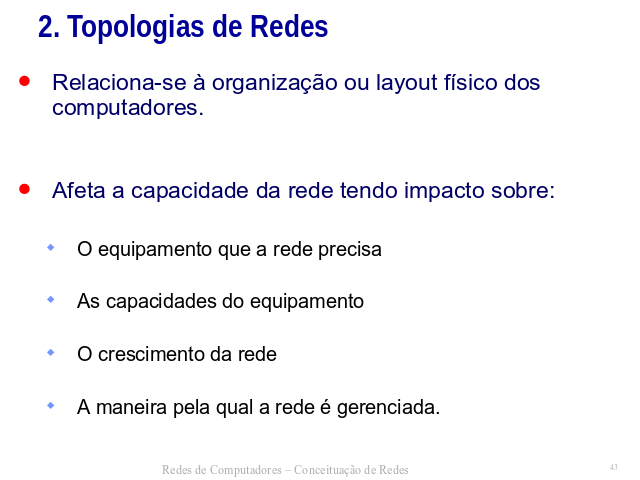 2. Topologias de Redes
Relaciona-se à organização ou layout físico dos
computadores.
Afeta a capacidade da rede tendo impacto sobre:
O equipamento que a rede precisa
As capacidades do equipamento
O crescimento da rede
A maneira pela qual a rede é gerenciada.
Redes de Computadores – Conceituação de Redes
43